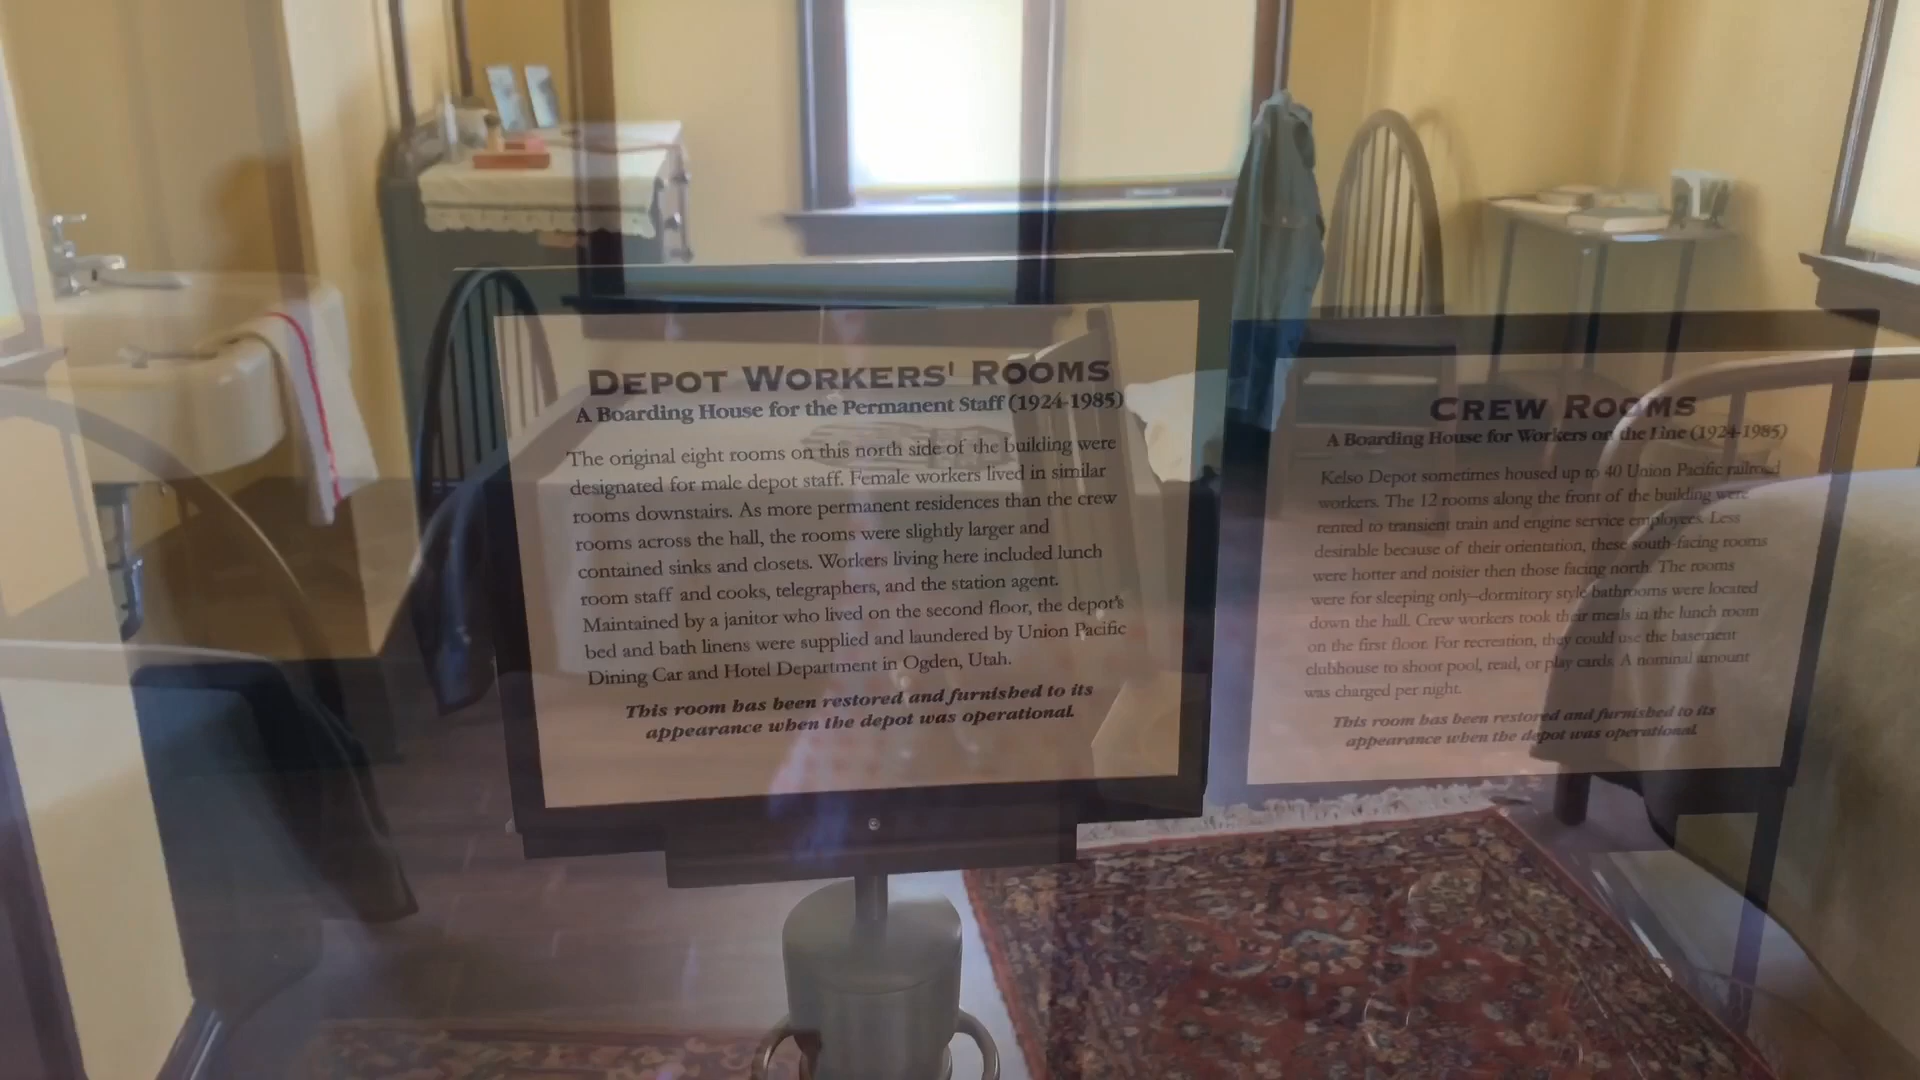 DEPOT WORKERS' ROOMS
A Boarding House for the Permanent Staff (1924-1985)
The original eight rooms on this north side of the building were
designated for male depot staff. Female workers lived in similar
rooms downstairs. As more permanent residences than the crew
rooms across the hall, the rooms were slightly larger and
contained sinks and closets. Workers living here included lunch
room staff and cooks, telegraphers, and the station agent.
Maintained by a janitor who lived on the second floor, the depot's
bed and bath linens were supplied and laundered by Union Pacific
Dining Car and Hotel Department in Ogden, Utah.
This room has been restored and furnished to its
appearance when the depot was operational.
CREW ROOMS
A Boarding House for Workers on the Line (1924-1985)
Kelso Depot sometimes housed up to 40 Union Pacific railroad
workers. The 12 rooms along the front of the building were
rented to transient train and engine service employees. Less
desirable because of their orientation, these south-facing rooms
were hotter and noisier then those facing north. The rooms
were for sleeping only–dormitory style bathrooms were located
down the hall. Crew workers took their meals in the lunch room
on the first floor. For recreation, they could use the basement
clubhouse to shoot pool, read, or play cards. A nominal amount
was charged per night.
This room has been restored and furnished to its
appearance when the depot was operational.